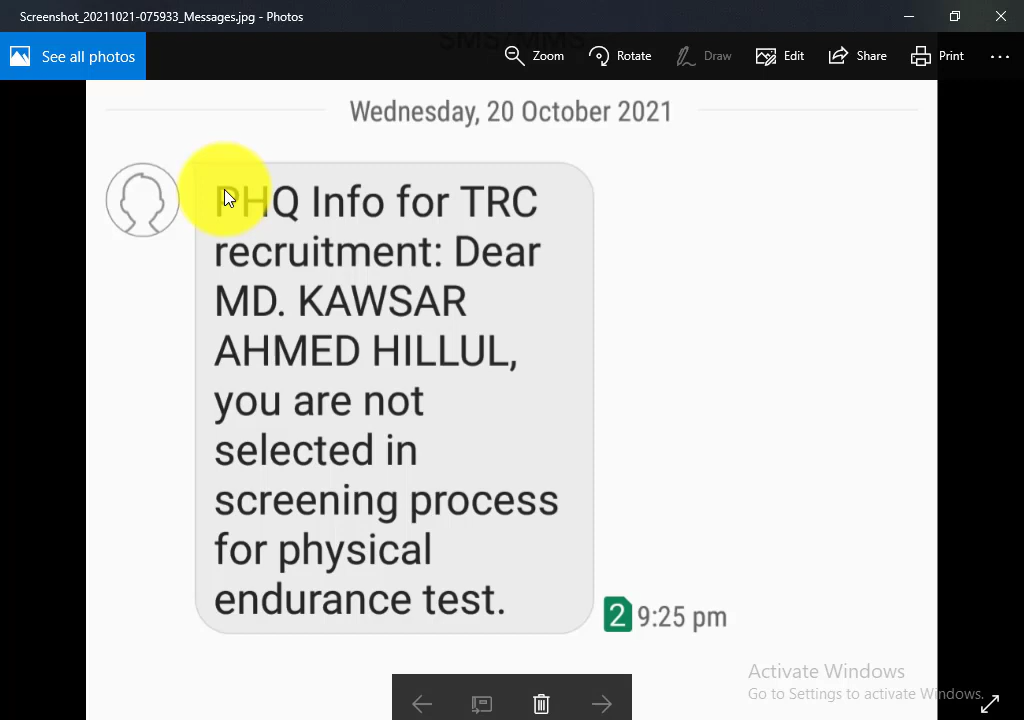 Screenshot_20211021-075933_Messages.jpg - Photos
See all photos
Zoom
Rotate
Draw
Edit
Share
Print
SMS/MMS
Wednesday, 20 October 2021
PHQ Info for TRC
recruitment: Dear
MD. KAWSAR
AHMED HILLUL,
you are not
selected in
screening process
for physical
endurance test.
2 9:25 pm
Activate Windows
Go to Settings to activate Windows.